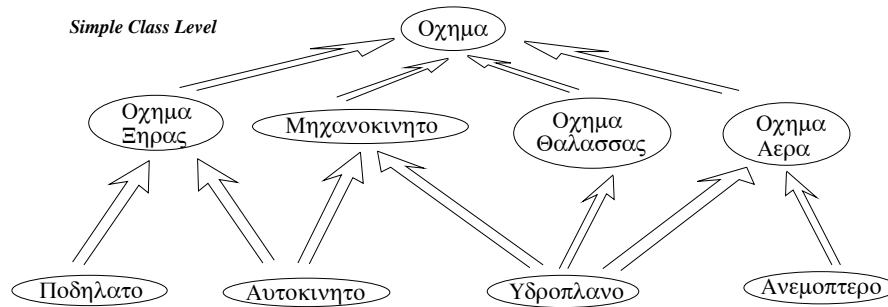 Simple Class Level
Οχημα
Οχημα
Ξηρας
Μηχανοκινητο
Οχημα
Θαλασσας
Οχημα
Αερα
Ποδηλατο
Αυτοκινητο
Υδροπλανο
Ανεμοπτερο